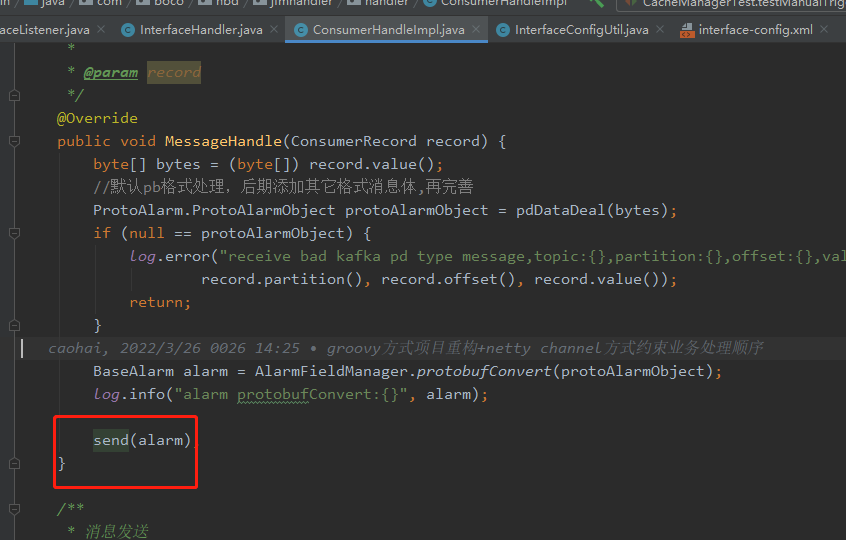 in java com boco nbd jimhandler handler ConsumerHandleImpl CacheManagerTest.testManualTrig
aceListener.java InterfaceHandler.java ConsumerHandleImpl.java InterfaceConfigUtil.java interface-config.xml
*
* @param record
*/
@Override
public void MessageHandle(ConsumerRecord record) {
byte[] bytes = (byte[]) record.value();
//默认pb格式处理，后期添加其它格式消息体,再完善
ProtoAlarm.ProtoAlarmObject protoAlarmObject = pdDataDeal(bytes);
if (null == protoAlarmObject) {
log.error("receive bad kafka pd type message,topic:{},partition:{},offset:{},val
record.partition(), record.offset(), record.value());
return;
}
caohai, 2022/3/26 0026 14:25 • groovy方式项目重构+netty channel方式约束业务处理顺序
BaseAlarm alarm = AlarmFieldManager.protobufConvert(protoAlarmObject);
log.info("alarm protobufConvert:{}", alarm);
send(alarm)
}
/**
* 消息发送